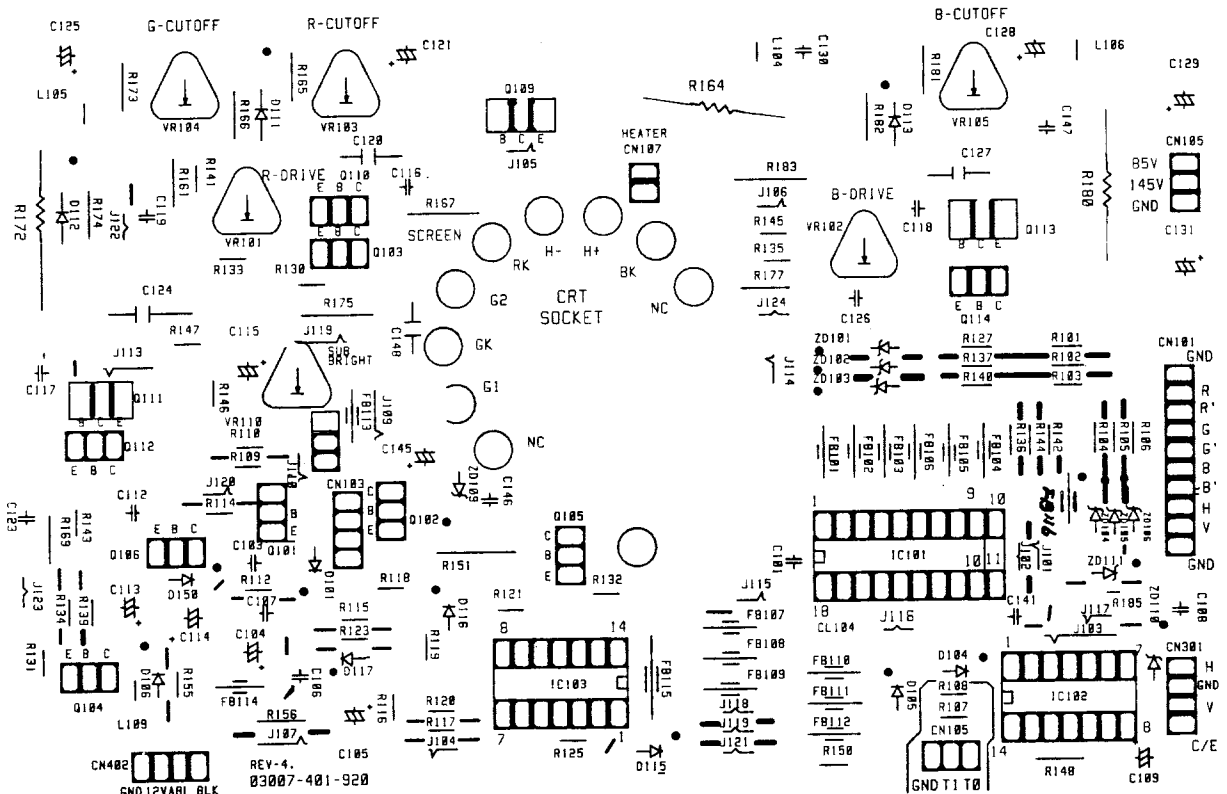 C125
G-CUTOFF
R-CUTOFF
C121
B-CUTOFF
C128
L104
C130
L106
C129
R173
R165
R181
L105
R166
D111
VR104
VR103
Q109
B C E
J105
R164
R182
D113
VR105
C147
HEATER
CN107
CN105
85V
145V
GND
C120
C116
C127
R161
R141
R-DRIVE
Q110
E B C
R183
J106
B-DRIVE
R180
R172
D112
R174
J122
C119
VR101
R167
SCREEN
R145
VR102
C118
B C E
Q113
C131
E B C
Q103
R133
R130
RK
H-
H+
BK
R135
R177
J124
NC
G2
CRT
SOCKET
C126
E B C
Q114
C124
R175
R147
C115
J119
SUB
BRIGHT
C148
GK
ZD101
ZD102
ZD103
R127
R137
R140
R101
R102
R103
CN101
GND
J113
J114
C117
Q111
B C E
R146
G1
R
R'
G
G'
B
B'
H
V
GND
VR110
FB113
J109
Q112
E B C
R110
R109
C145
NC
FB101
FB102
FB103
FB106
FB105
FB104
R136
R144
R142
R104
R105
R106
J120
R114
CN103
ZD109
C146
C112
C123
R169
R143
E B C
Q106
C
B
E
Q101
C
B
E
Q102
Q105
C
B
E
1
9
10
IC101
10
11
18
FB116
ZD104
ZD105
ZD106
C103
D101
R151
C101
J102
J101
ZD111
J123
R134
R139
C113
D150
R112
C107
R118
R115
R123
D116
R121
R132
J115
FB107
CL104
J116
C141
R185
J117
ZD110
C108
J103
C114
C104
R119
8
14
FB108
1
7
R131
E B C
D117
FB109
FB110
D104
CN301
H
GND
V
C/E
Q104
D106
R155
FB114
C106
IC103
FB115
FB111
D105
R108
IC102
L109
R156
R116
R120
J118
FB112
R107
J107
R117
J119
CN105
C105
J104
7
R125
1
J121
R150
14
8
D115
R148
C109
CN402
GND 12V ABL BLK
REV-4.
03007-401-920
GND T1 T0